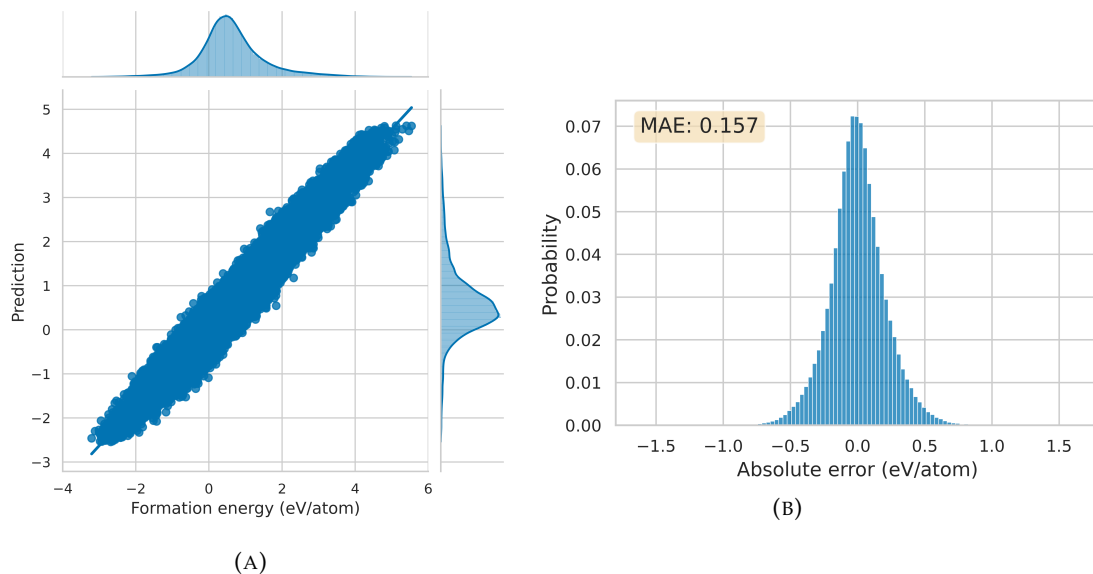 5
4
3
2
1
0
−1
−2
−3
Prediction
−4 −2 0 2 4 6
Formation energy (eV/atom)
(A)
MAE: 0.157
0.07
0.06
0.05
0.04
0.03
0.02
0.01
0.00
Probability
−1.5 −1.0 −0.5 0.0 0.5 1.0 1.5
Absolute error (eV/atom)
(B)